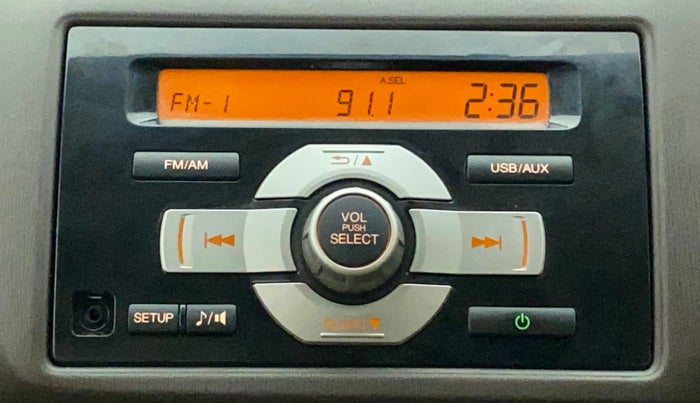 A.SEL
FM-1 91.1 2:36
FM/AM
USB/AUX
VOL
PUSH
SELECT
SETUP